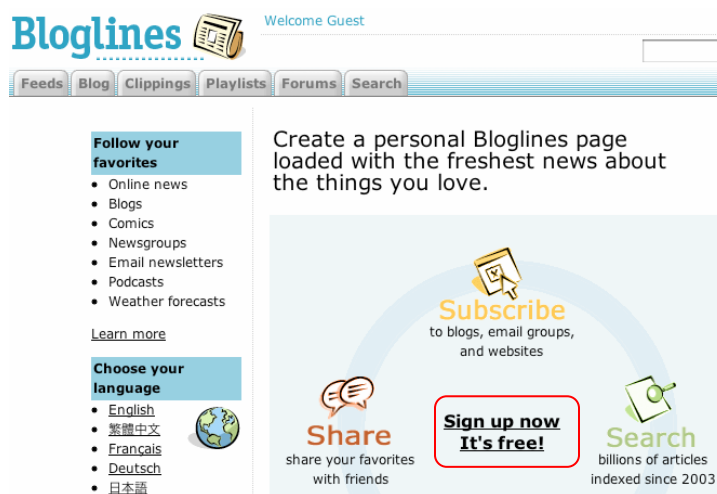 Bloglines
Welcome Guest
Feeds Blog Clippings Playlists Forums Search
Follow your
favorites
Online news
Blogs
Comics
Newsgroups
Email newsletters
Podcasts
Weather forecasts
Learn more
Choose your
language
English
繁體中文
Français
Deutsch
日本語
Create a personal Bloglines page
loaded with the freshest news about
the things you love.
Subscribe
to blogs, email groups,
and websites
Share
share your favorites
with friends
Sign up now
It's free!
Search
billions of articles
indexed since 2003